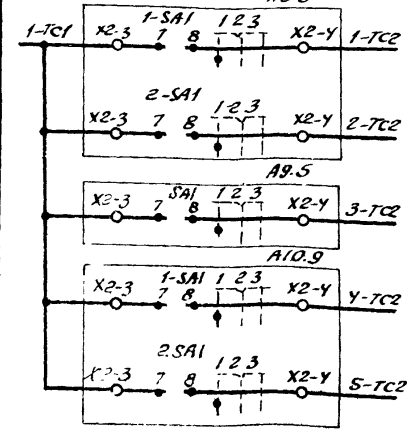 1-SA1 1 2 3
1-TC1 X2-3 7 8 X2-4 1-TC2
2-SA1 1 2 3
X2-3 7 8 X2-4 2-TC2
A9.5
SA1 1 2 3
X2-3 7 8 X2-4 3-TC2
A10.9
1-SA1 1 2 3
X2-3 7 8 X2-4 4-TC2
2.SA1 1 2 3
X2-3 7 8 X2-4 5-TC2